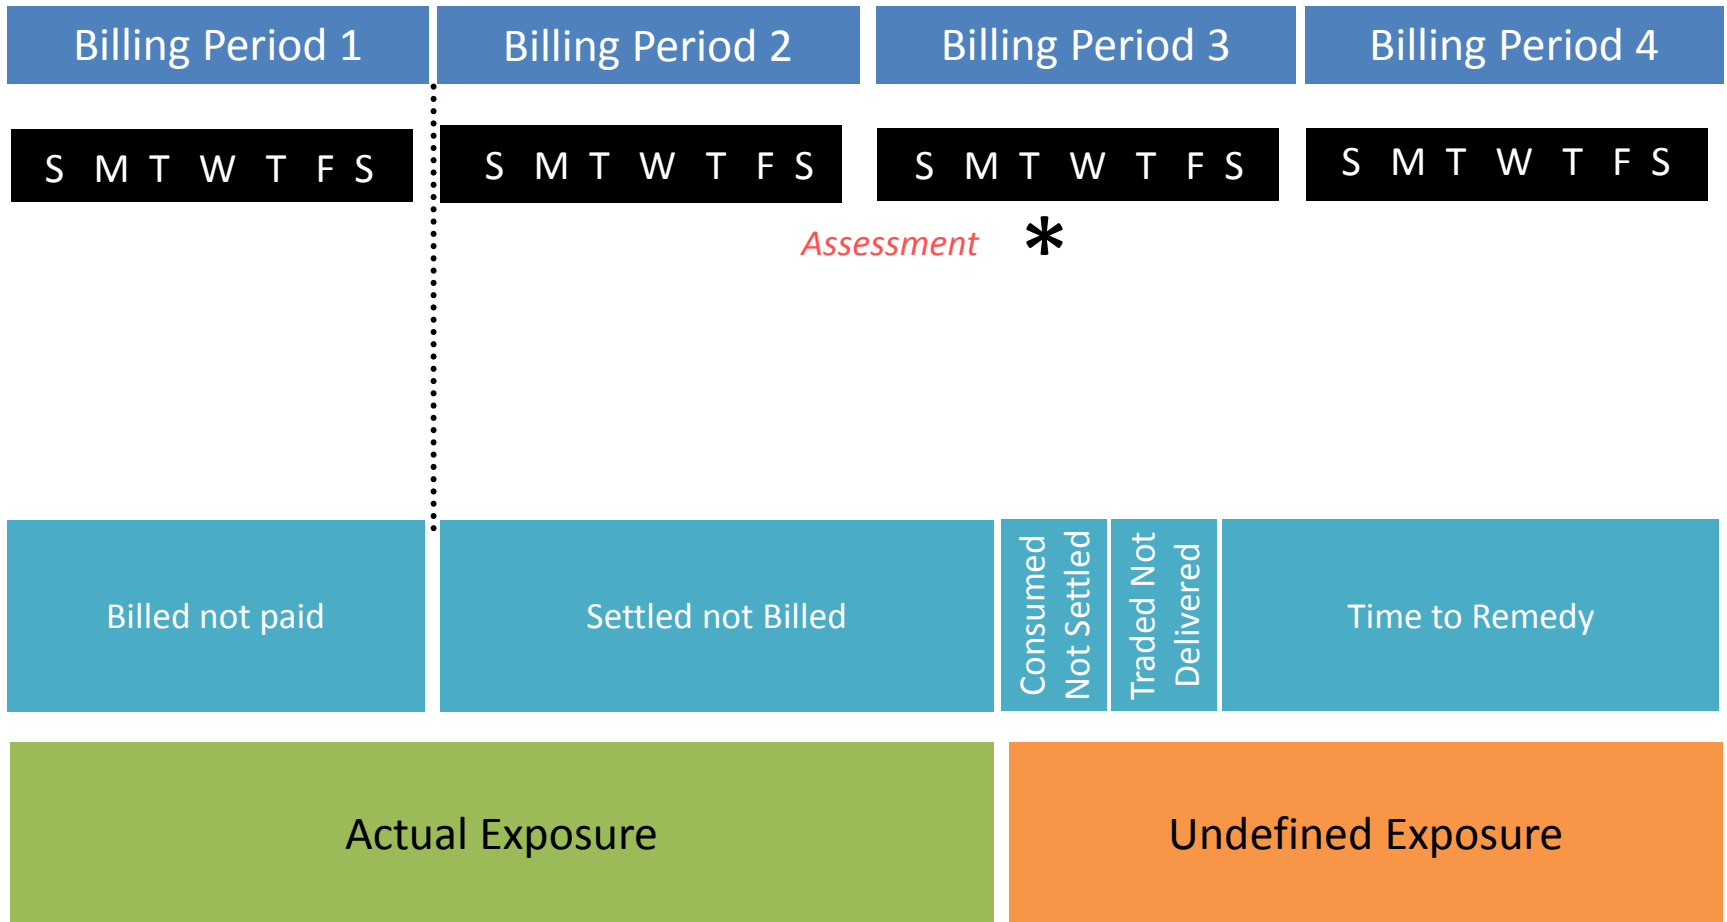 Billing Period 1
Billing Period 2
Billing Period 3
Billing Period 4
S M T W T F S
S M T W T F S
S M T W T F S
S M T W T F S
Assessment *
Billed not paid
Settled not Billed
Consumed
Not Settled
Traded Not
Delivered
Time to Remedy
Actual Exposure
Undefined Exposure